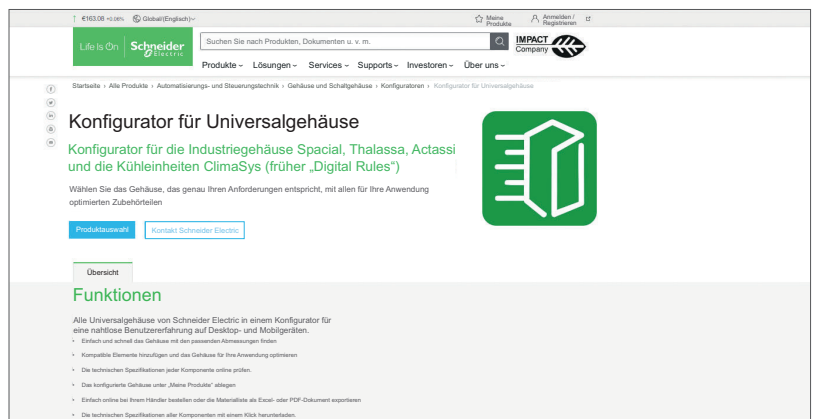 €163.08 +0.06% Global(Englisch)
Meine Produkte
Anmelden / Registrieren
Life Is On Schneider Electric
Suchen Sie nach Produkten, Dokumenten u. v. m.
IMPACT Company
Produkte Lösungen Services Supports Investoren Über uns
Startseite › Alle Produkte › Automatisierungs- und Steuerungstechnik › Gehäuse und Schaltgehäuse › Konfiguratoren › Konfigurator für Universalgehäuse
Konfigurator für Universalgehäuse
Konfigurator für die Industriegehäuse Spacial, Thalassa, Actassi
und die Kühleinheiten ClimaSys (früher „Digital Rules“)
Wählen Sie das Gehäuse, das genau Ihren Anforderungen entspricht, mit allen für Ihre Anwendung
optimierten Zubehörteilen
Produktauswahl
Kontakt Schneider Electric
Übersicht
Funktionen
Alle Universalgehäuse von Schneider Electric in einem Konfigurator für
eine nahtlose Benutzererfahrung auf Desktop- und Mobilgeräten.
Einfach und schnell das Gehäuse mit den passenden Abmessungen finden
Kompatible Elemente hinzufügen und das Gehäuse für Ihre Anwendung optimieren
Die technischen Spezifikationen jeder Komponente online prüfen.
Das konfigurierte Gehäuse unter „Meine Produkte“ ablegen
Einfach online bei Ihrem Händler bestellen oder die Materialliste als Excel- oder PDF-Dokument exportieren
Die technischen Spezifikationen aller Komponenten mit einem Klick herunterladen.